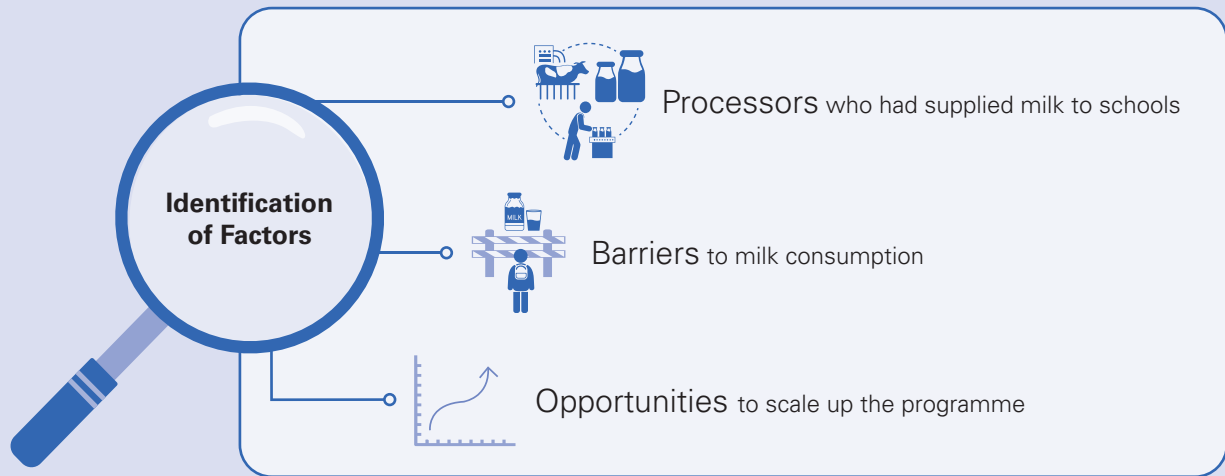 Processors who had supplied milk to schools
Identification
of Factors
MILK
Barriers to milk consumption
Opportunities to scale up the programme